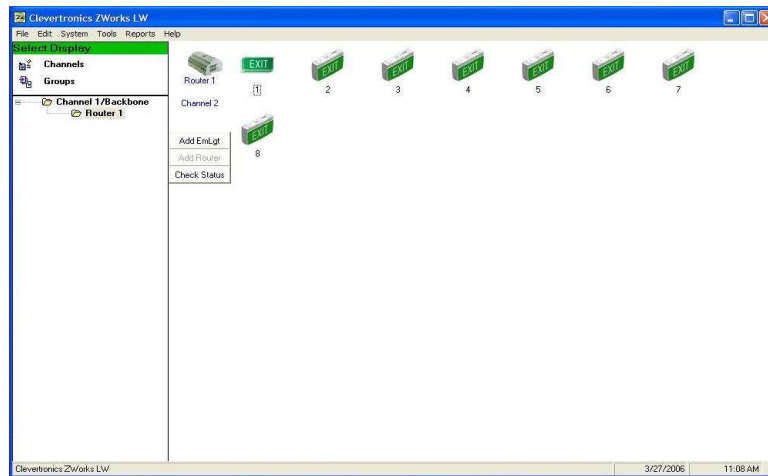 Clevertronics ZWorks LW
File Edit System Tools Reports Help
Select Display
Channels
Groups
Channel 1/Backbone
Router 1
Router 1
Channel 2
Add EmLgt
Add Router
Check Status
EXIT EXIT EXIT EXIT EXIT EXIT EXIT
1 2 3 4 5 6 7
EXIT
8
Clevertronics ZWorks LW 3/27/2006 11:08 AM